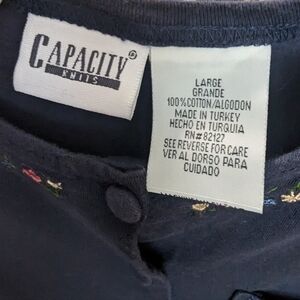 CAPACITY®
KNITS
LARGE
GRANDE
100% COTTON/ALGODON
MADE IN TURKEY
HECHO EN TURQUIA
RN# 82127
SEE REVERSE FOR CARE
VER AL DORSO PARA
CUIDADO